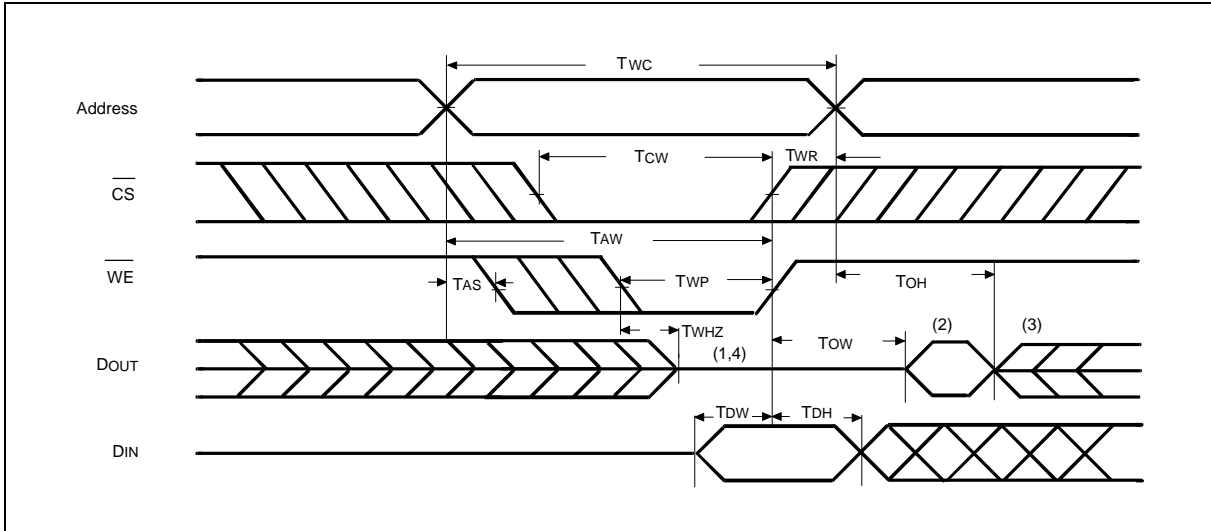 TWC
Address
TCW
TWR
CS
TAW
WE
TAS
TWP
TOH
TWHZ
(1,4)
TOW
(2)
(3)
DOUT
TDW
TDH
DIN